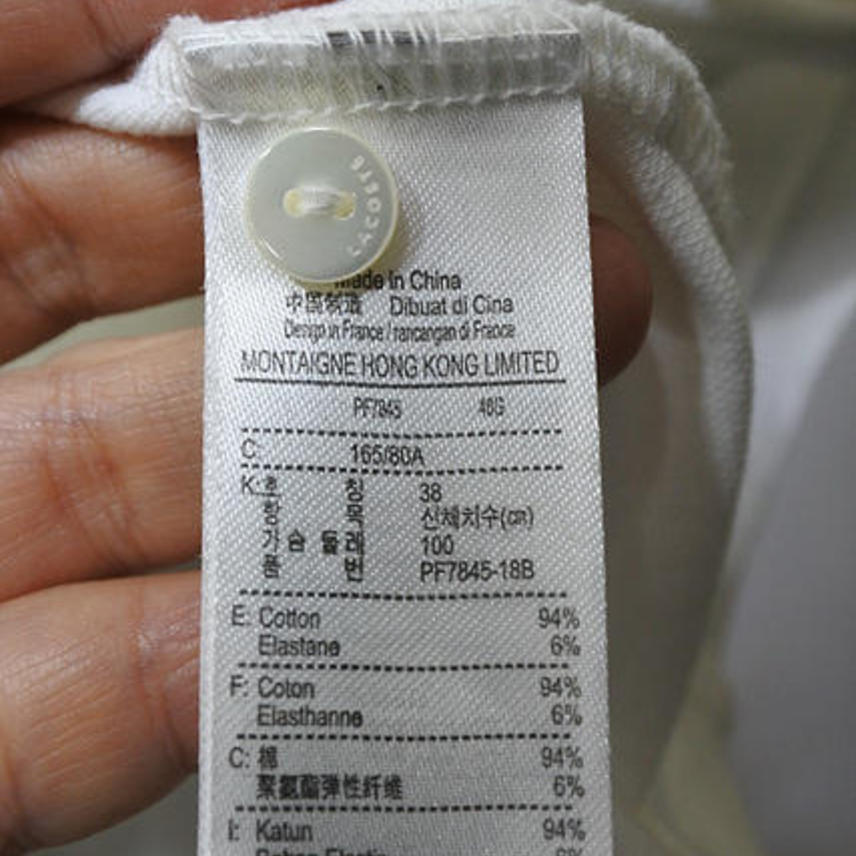 LACOSTE
Made in China
中国制造 Dibuat di Cina
Design in France / rancangan di France
MONTAIGNE HONG KONG LIMITED
PF7845 48G
C: 165/80A
K:호 칭 38
항 목 신체치수(cm)
가 슴 둘 레 100
품 번 PF7845-18B
E: Cotton 94%
Elastane 6%
F: Coton 94%
Elasthanne 6%
C: 棉 94%
聚氨酯弹性纤维 6%
I: Katun 94%